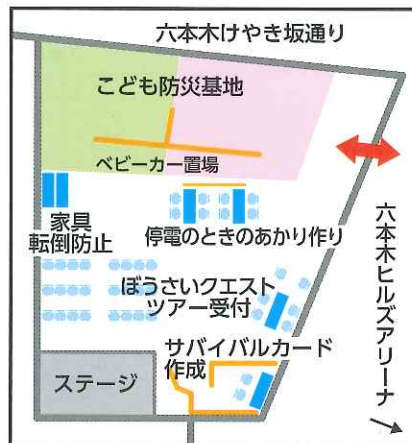 六本木けやき坂通り
こども防災基地
ベビーカー置場
家具
転倒防止
停電のときのあかり作り
ぼうさいクエスト
ツアー受付
サバイバルカード
作成
ステージ
六本木ヒルズアリーナ